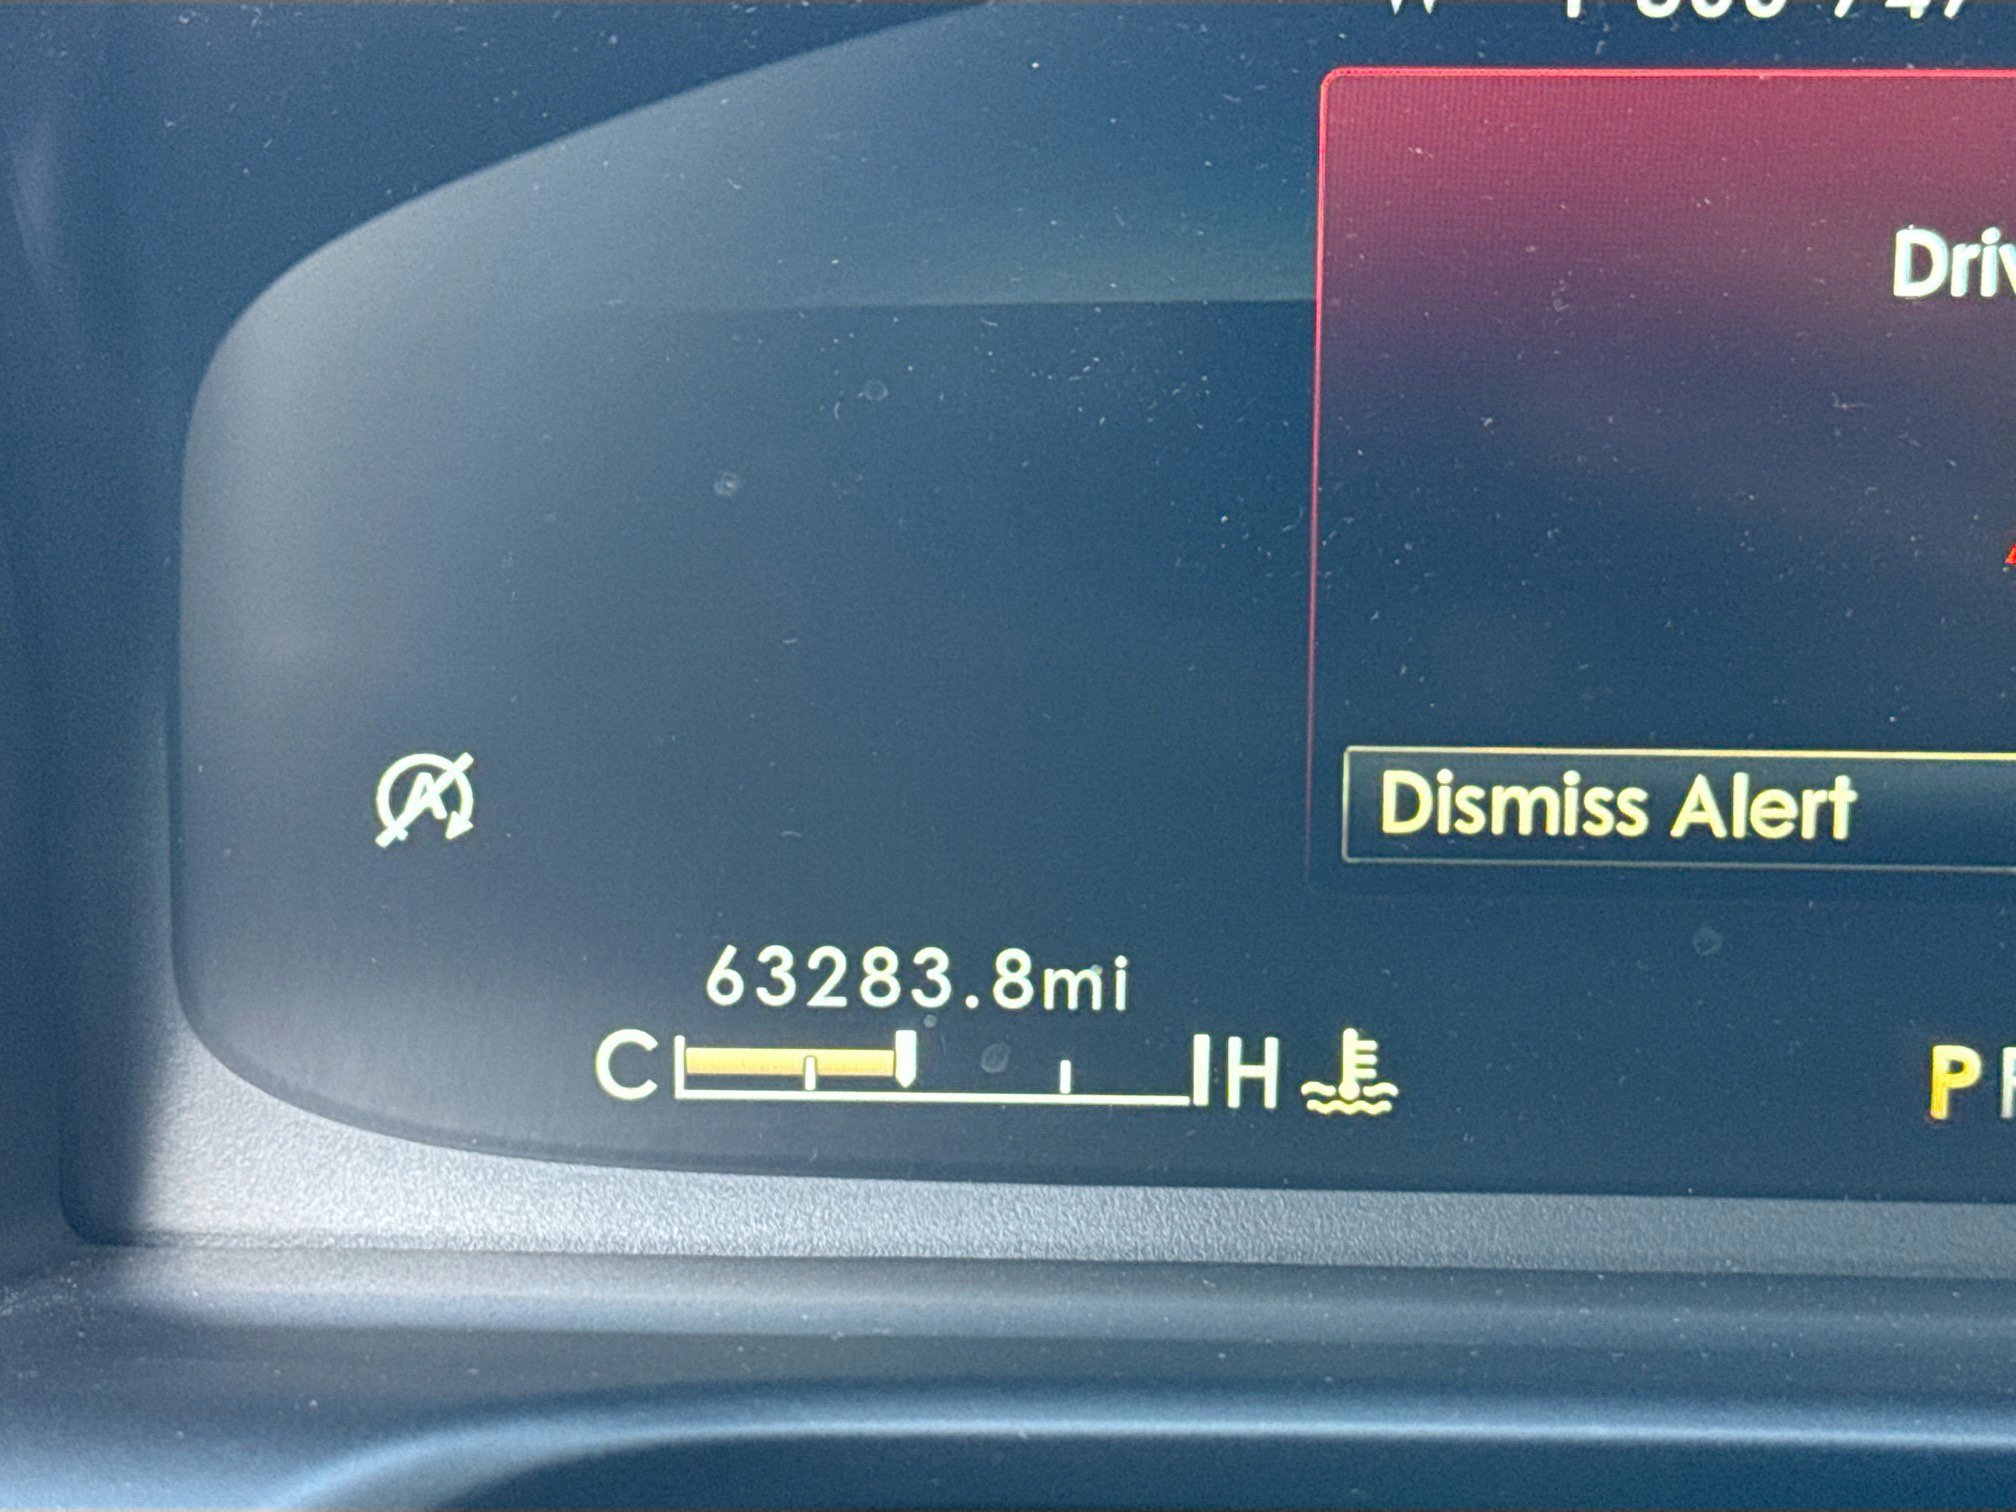 Driv
Dismiss Alert
63283.8mi
C H
P